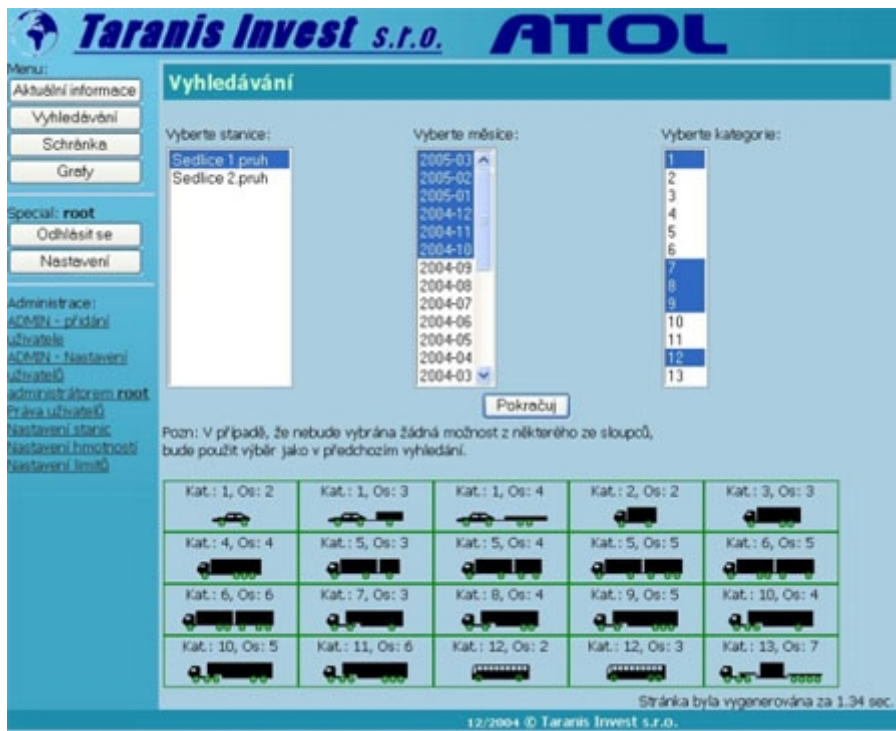 Taranis Invest s.r.o. ATOL
Menu:
Aktuální informace
Vyhledávání
Schránka
Grafy
Special: root
Odhlásit se
Nastavení
Administrace:
ADMIN - přidání
uživatele
ADMIN - Nastavení
uživatelů
administrátorem root
Práva uživatelů
Nastavení stanic
Nastavení hmotností
Nastavení limitů
Vyhledávání
Vyberte stanice:
Sedlice 1.pruh
Sedlice 2.pruh
Vyberte měsíce:
2005-03
2005-02
2005-01
2004-12
2004-11
2004-10
2004-09
2004-08
2004-07
2004-06
2004-05
2004-04
2004-03
Vyberte kategorie:
1
2
3
4
5
6
7
8
9
10
11
12
13
Pokračuj
Pozn: V případě, že nebude vybrána žádná možnost z některého ze sloupců,
bude použit výběr jako v předchozím vyhledání.
Kat.: 1, Os: 2 Kat.: 1, Os: 3 Kat.: 1, Os: 4 Kat.: 2, Os: 2 Kat.: 3, Os: 3
Kat.: 4, Os: 4 Kat.: 5, Os: 3 Kat.: 5, Os: 4 Kat.: 5, Os: 5 Kat.: 6, Os: 5
Kat.: 6, Os: 6 Kat.: 7, Os: 3 Kat.: 8, Os: 4 Kat.: 9, Os: 5 Kat.: 10, Os: 4
Kat.: 10, Os: 5 Kat.: 11, Os: 6 Kat.: 12, Os: 2 Kat.: 12, Os: 3 Kat.: 13, Os: 7
Stránka byla vygenerována za 1.34 sec.
12/2004 © Taranis Invest s.r.o.